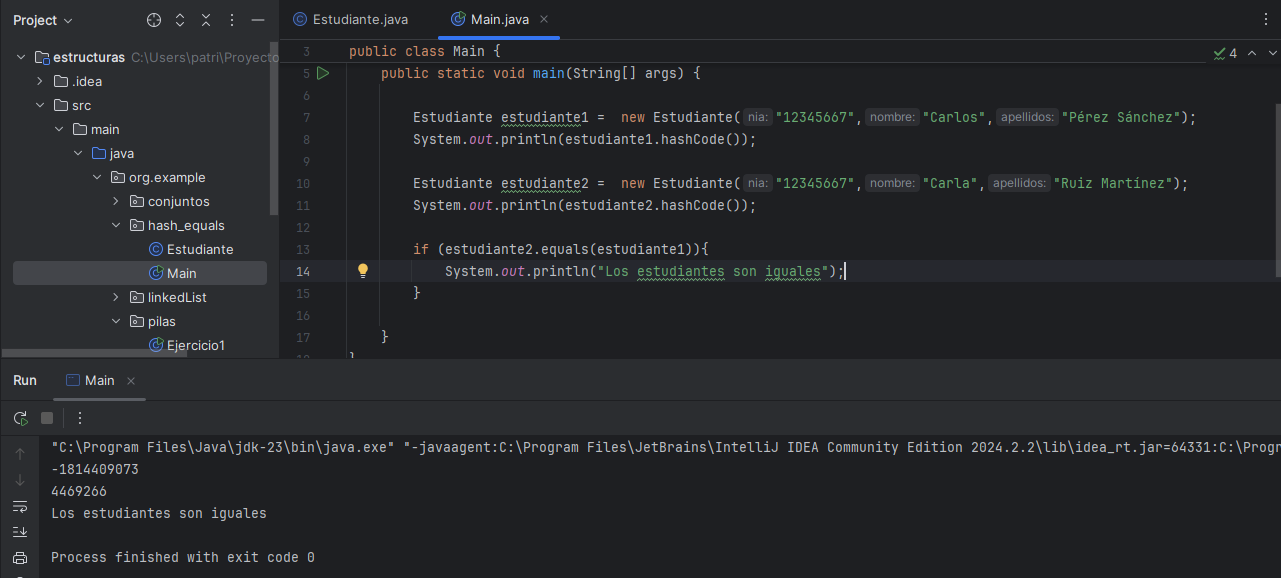 Project
Estudiante.java
Main.java
estructuras C:\Users\patri\Proyecto
.idea
src
main
java
org.example
conjuntos
hash_equals
Estudiante
Main
linkedList
pilas
Ejercicio1
4
3 public class Main {
5 public static void main(String[] args) {
6
7 Estudiante estudiante1 =  new Estudiante( nia: "12345667", nombre: "Carlos", apellidos: "Pérez Sánchez");
8 System.out.println(estudiante1.hashCode());
9
10 Estudiante estudiante2 =  new Estudiante( nia: "12345667", nombre: "Carla", apellidos: "Ruiz Martínez");
11 System.out.println(estudiante2.hashCode());
12
13 if (estudiante2.equals(estudiante1)){
14 System.out.println("Los estudiantes son iguales");
15 }
16
17 }
18 }
Run
Main
"C:\Program Files\Java\jdk-23\bin\java.exe" "-javaagent:C:\Program Files\JetBrains\IntelliJ IDEA Community Edition 2024.2.2\lib\idea_rt.jar=64331:C:\Progr
-1814409073
4469266
Los estudiantes son iguales
Process finished with exit code 0